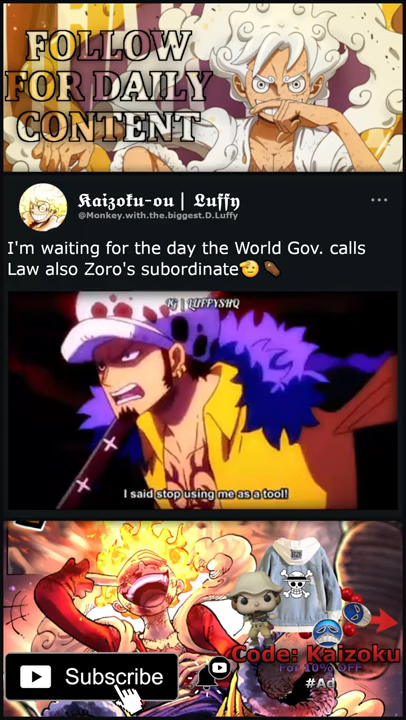 FOLLOW
FOR DAILY
CONTENT
Kaizoku-ou | Luffy
@Monkey.with.the.biggest.D.Luffy
I'm waiting for the day the World Gov. calls
Law also Zoro's subordinate🫡⚰️
IG | LUFFYSHQ
I said stop using me as a tool!
Code: Kaizoku
For 10% OFF
#Ad
Subscribe